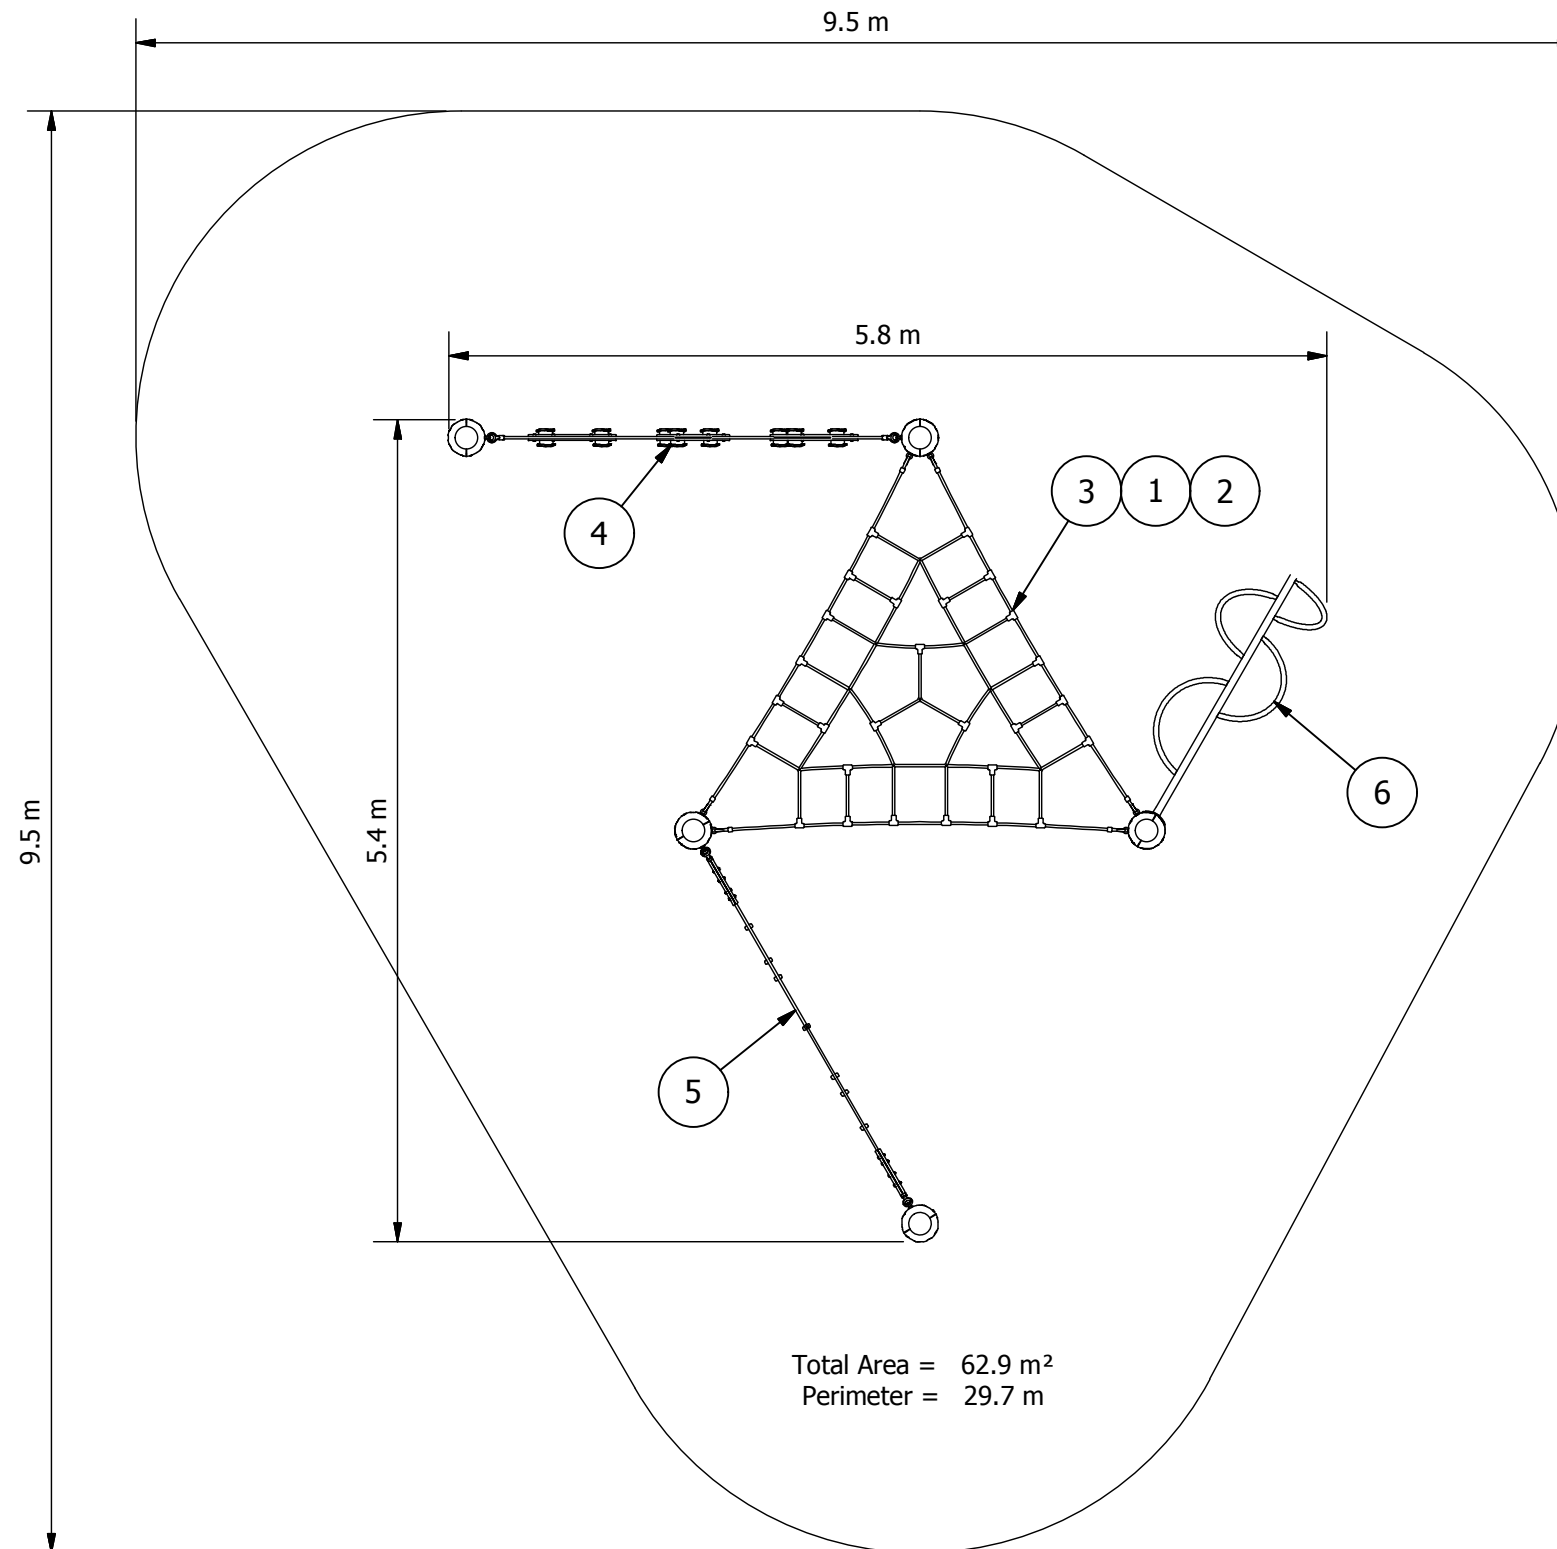 9.5 m
5.8 m
3 1 2
4
6
9.5 m
5.4 m
5
Total Area = 62.9 m²
Perimeter = 29.7 m